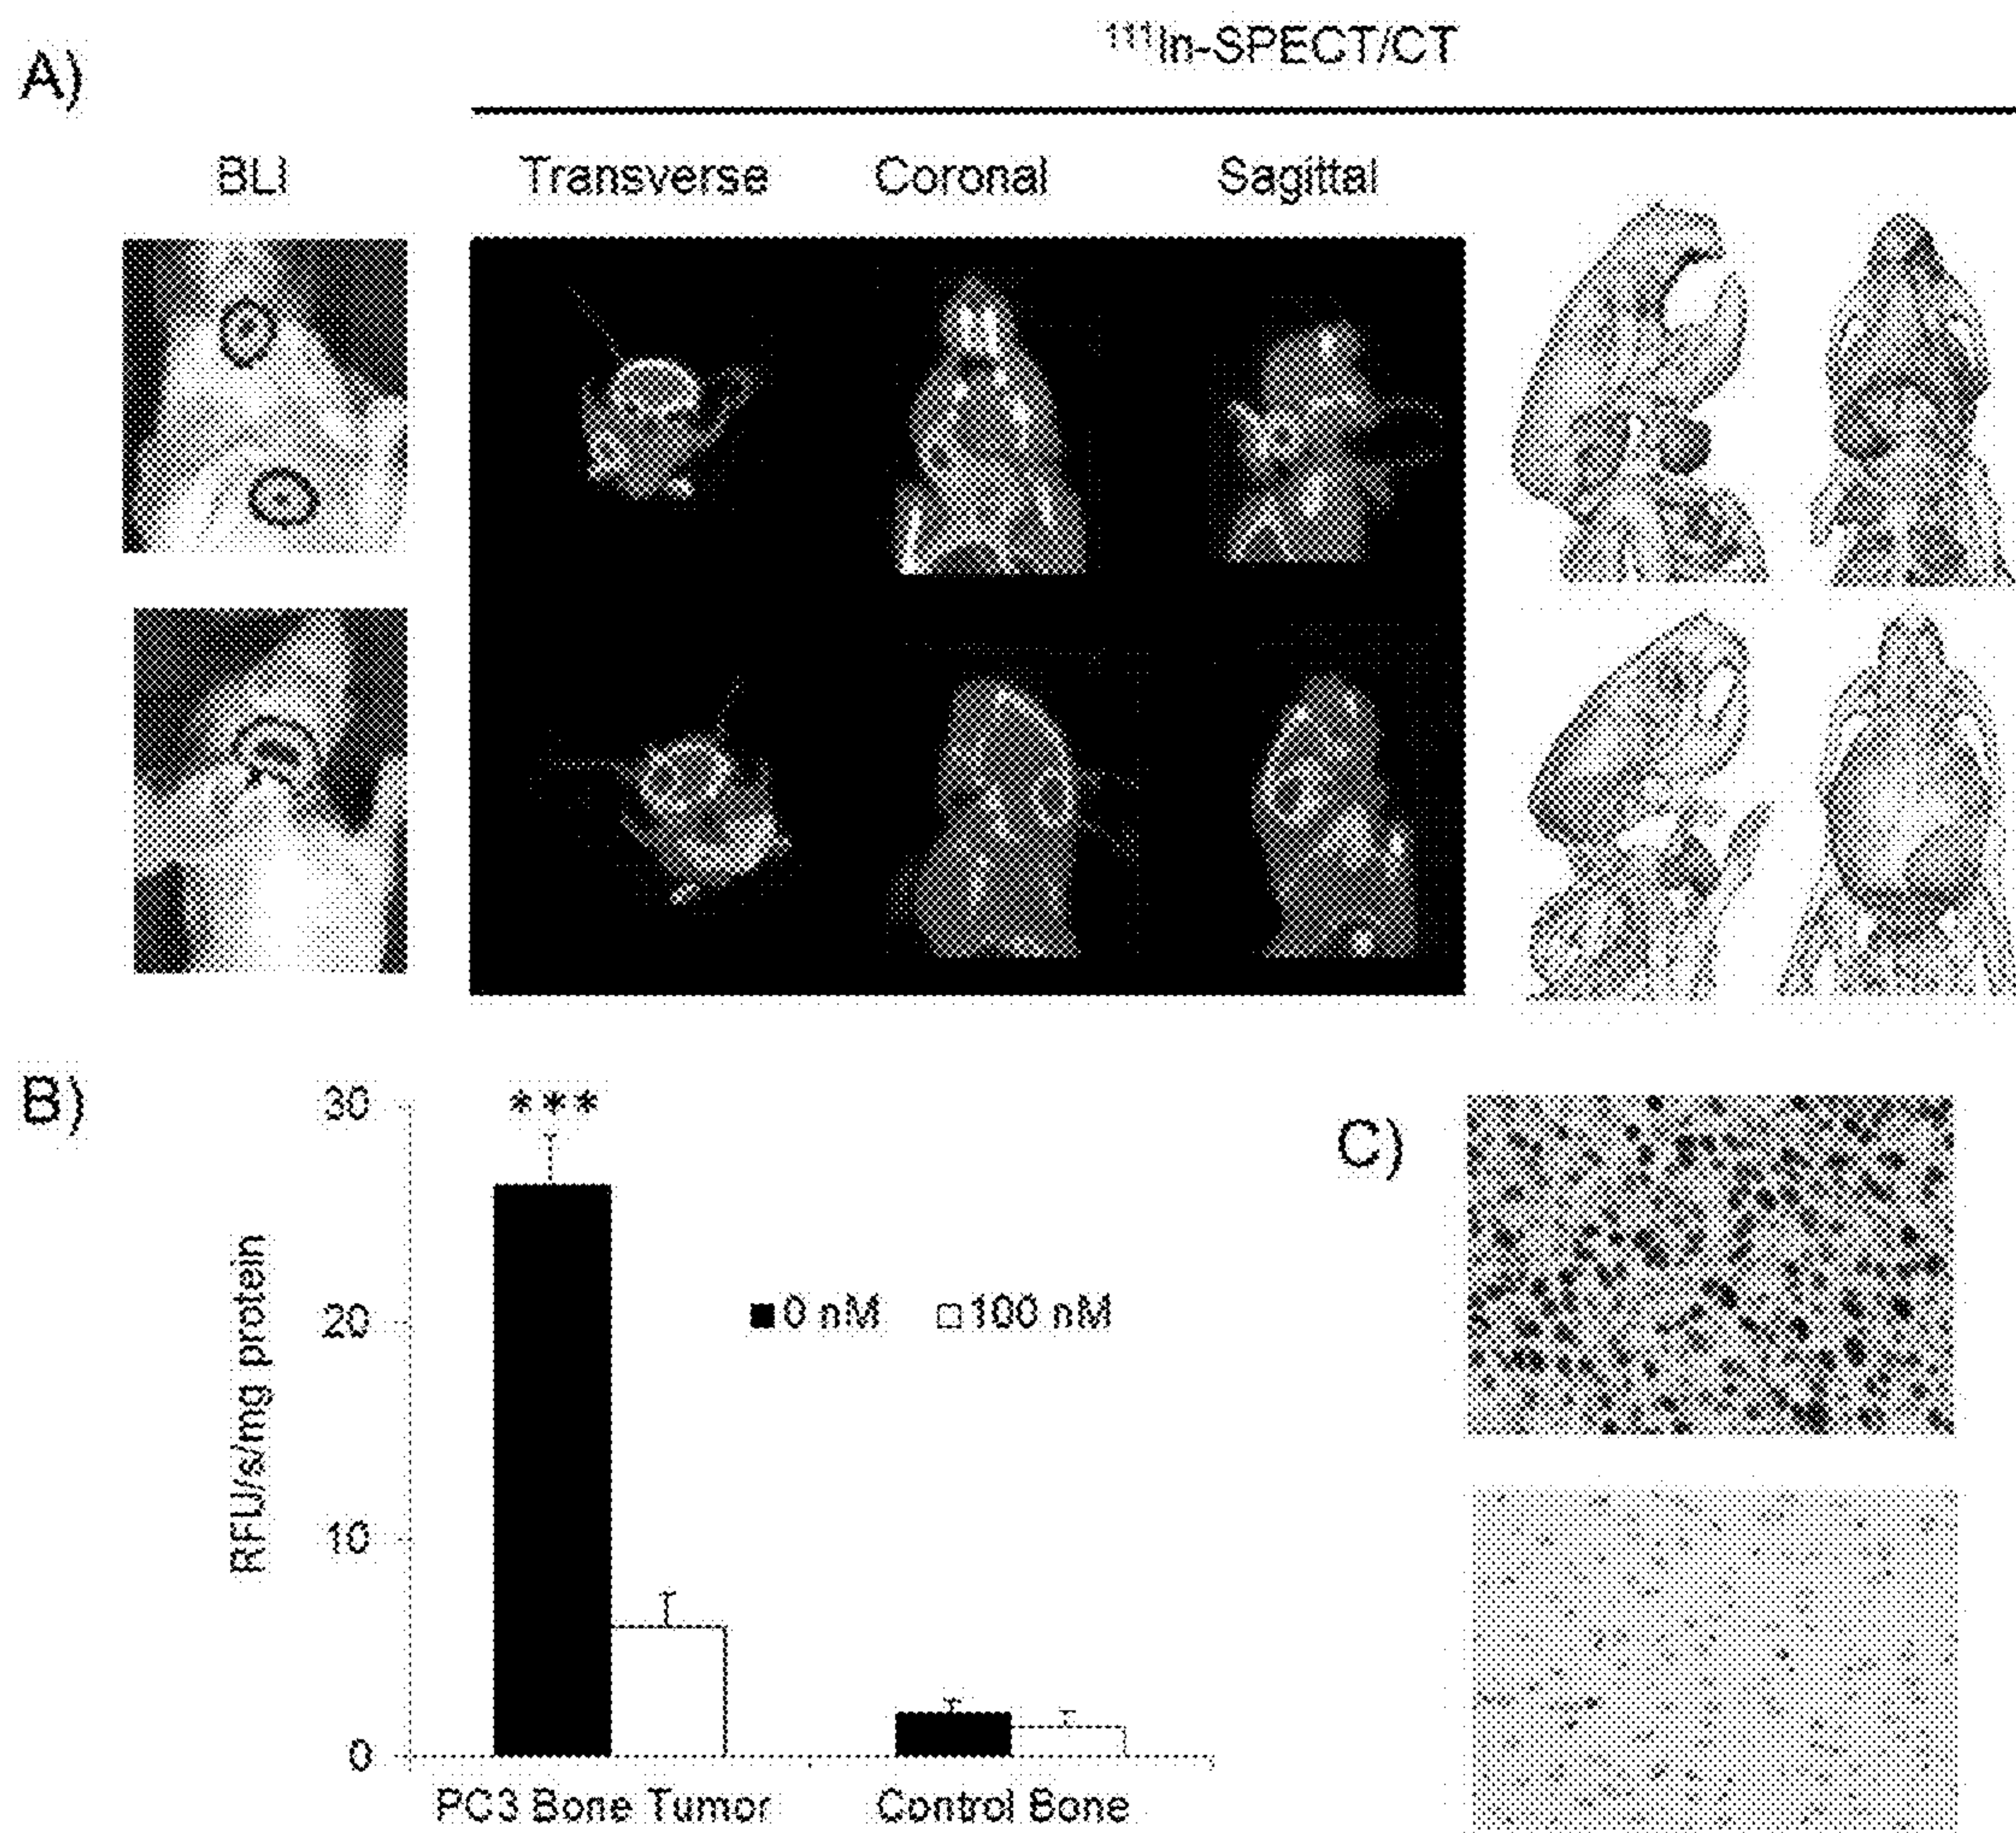 A)
¹¹¹In-SPECT/CT
BLI
Transverse
Coronal
Sagittal
B)
30
***
C)
RFU/s/mg protein
20
0 nM
100 nM
10
0
PC3 Bone Tumor
Control Bone